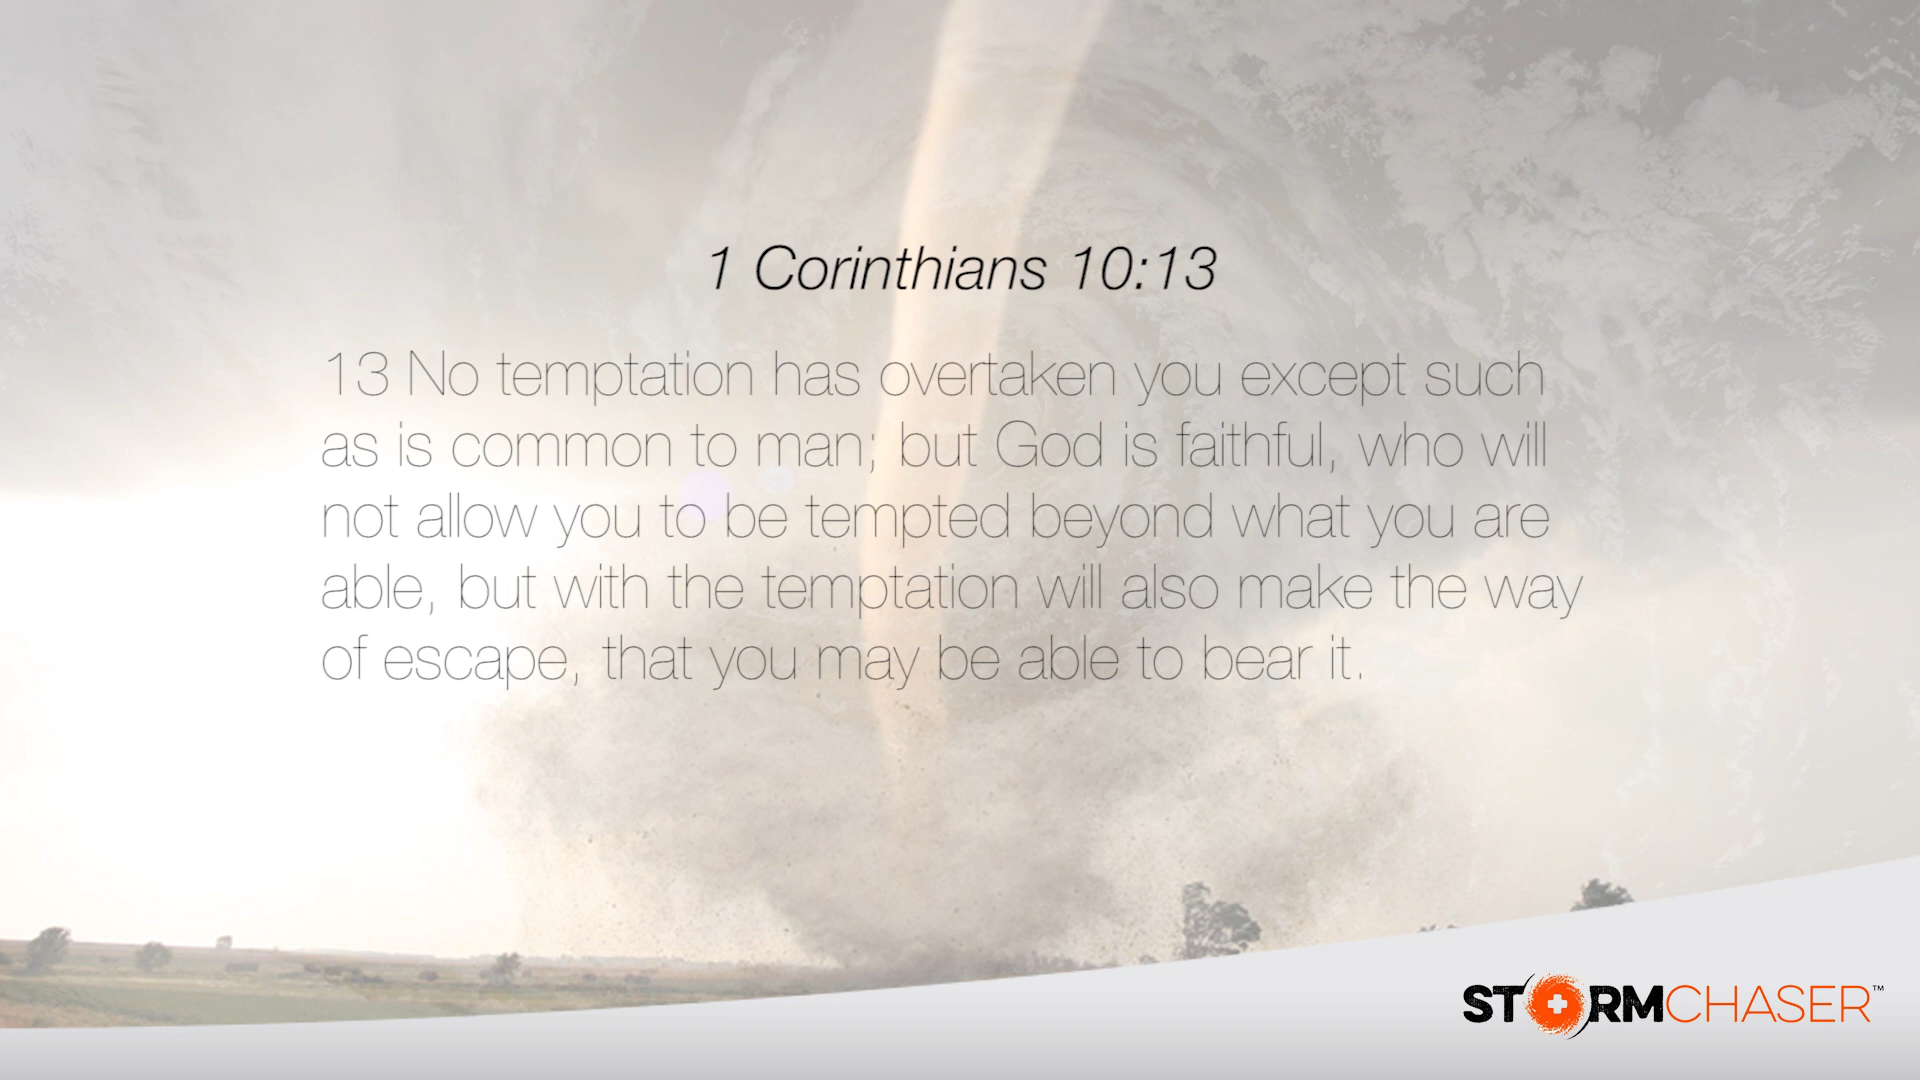 1 Corinthians 10:13
13 No temptation has overtaken you except such
as is common to man; but God is faithful, who will
not allow you to be tempted beyond what you are
able, but with the temptation will also make the way
of escape, that you may be able to bear it.
STORMCHASER™